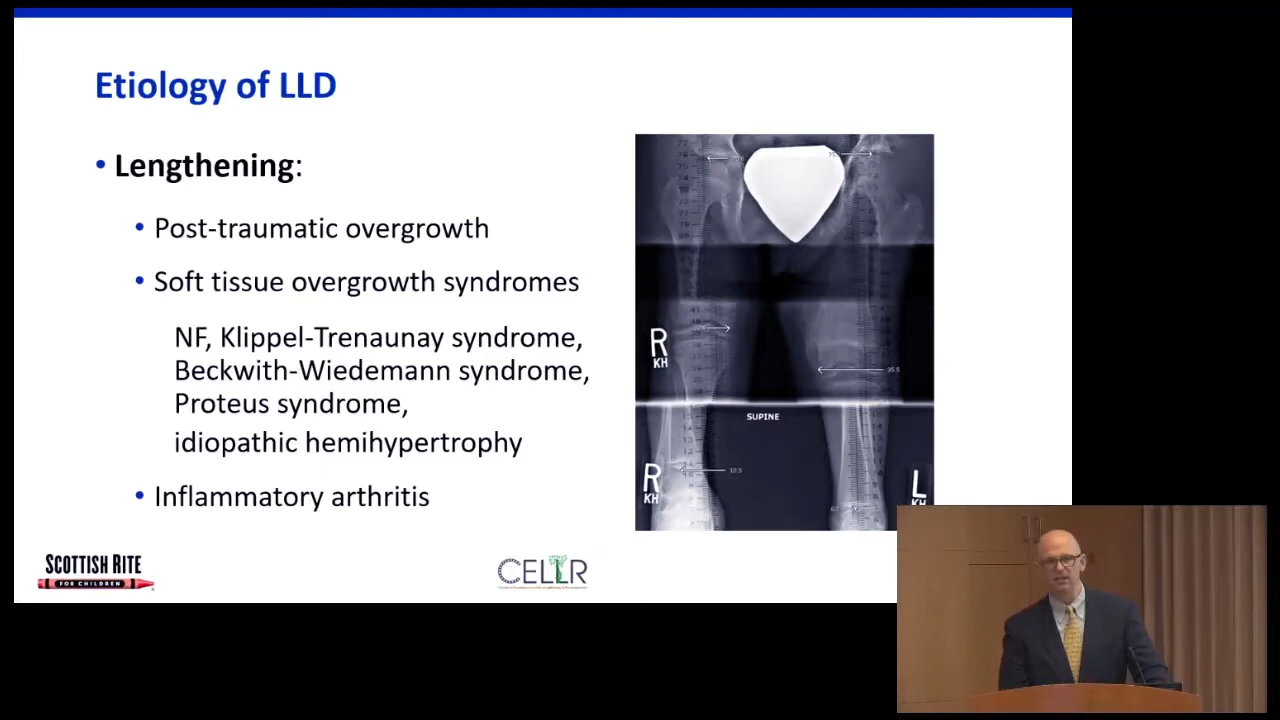 Etiology of LLD
• Lengthening:
• Post-traumatic overgrowth
• Soft tissue overgrowth syndromes
NF, Klippel-Trenaunay syndrome,
Beckwith-Wiedemann syndrome,
Proteus syndrome,
idiopathic hemihypertrophy
• Inflammatory arthritis
R
KH
SUPINE
R
KH
L
KH
SCOTTISH RITE
FOR CHILDREN
CELLR